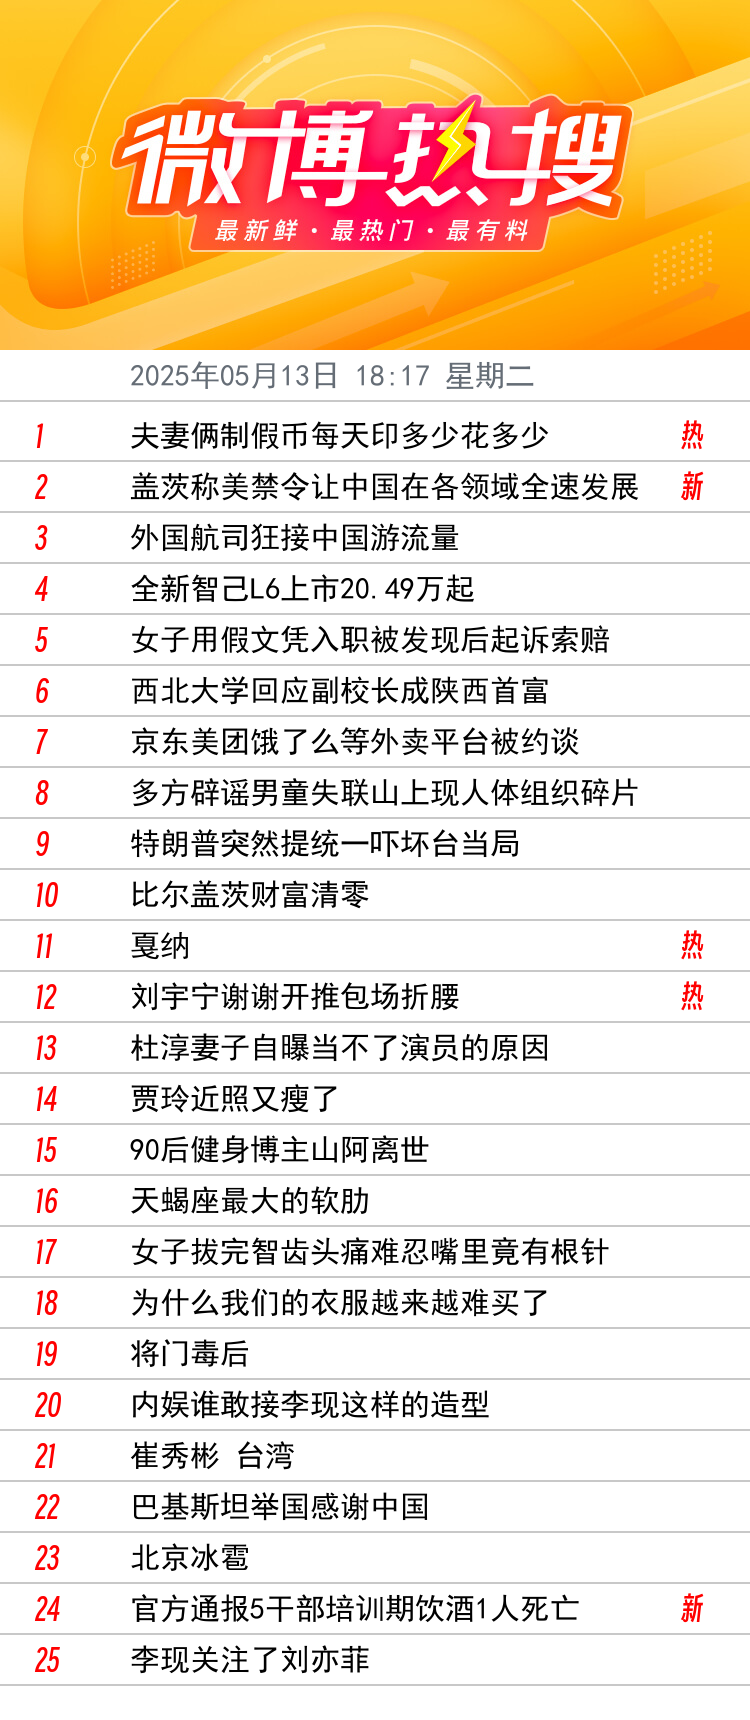 微博热搜
最新鲜·最热门·最有料
2025年05月13日 18:17 星期二
1 夫妻俩制假币每天印多少花多少 热
2 盖茨称美禁令让中国在各领域全速发展 新
3 外国航司狂接中国游流量
4 全新智己L6上市20.49万起
5 女子用假文凭入职被发现后起诉索赔
6 西北大学回应副校长成陕西首富
7 京东美团饿了么等外卖平台被约谈
8 多方辟谣男童失联山上现人体组织碎片
9 特朗普突然提统一吓坏台当局
10 比尔盖茨财富清零
11 戛纳 热
12 刘宇宁谢谢开推包场折腰 热
13 杜淳妻子自曝当不了演员的原因
14 贾玲近照又瘦了
15 90后健身博主山阿离世
16 天蝎座最大的软肋
17 女子拔完智齿头痛难忍嘴里竟有根针
18 为什么我们的衣服越来越难买了
19 将门毒后
20 内娱谁敢接李现这样的造型
21 崔秀彬 台湾
22 巴基斯坦举国感谢中国
23 北京冰雹
24 官方通报5干部培训期饮酒1人死亡 新
25 李现关注了刘亦菲